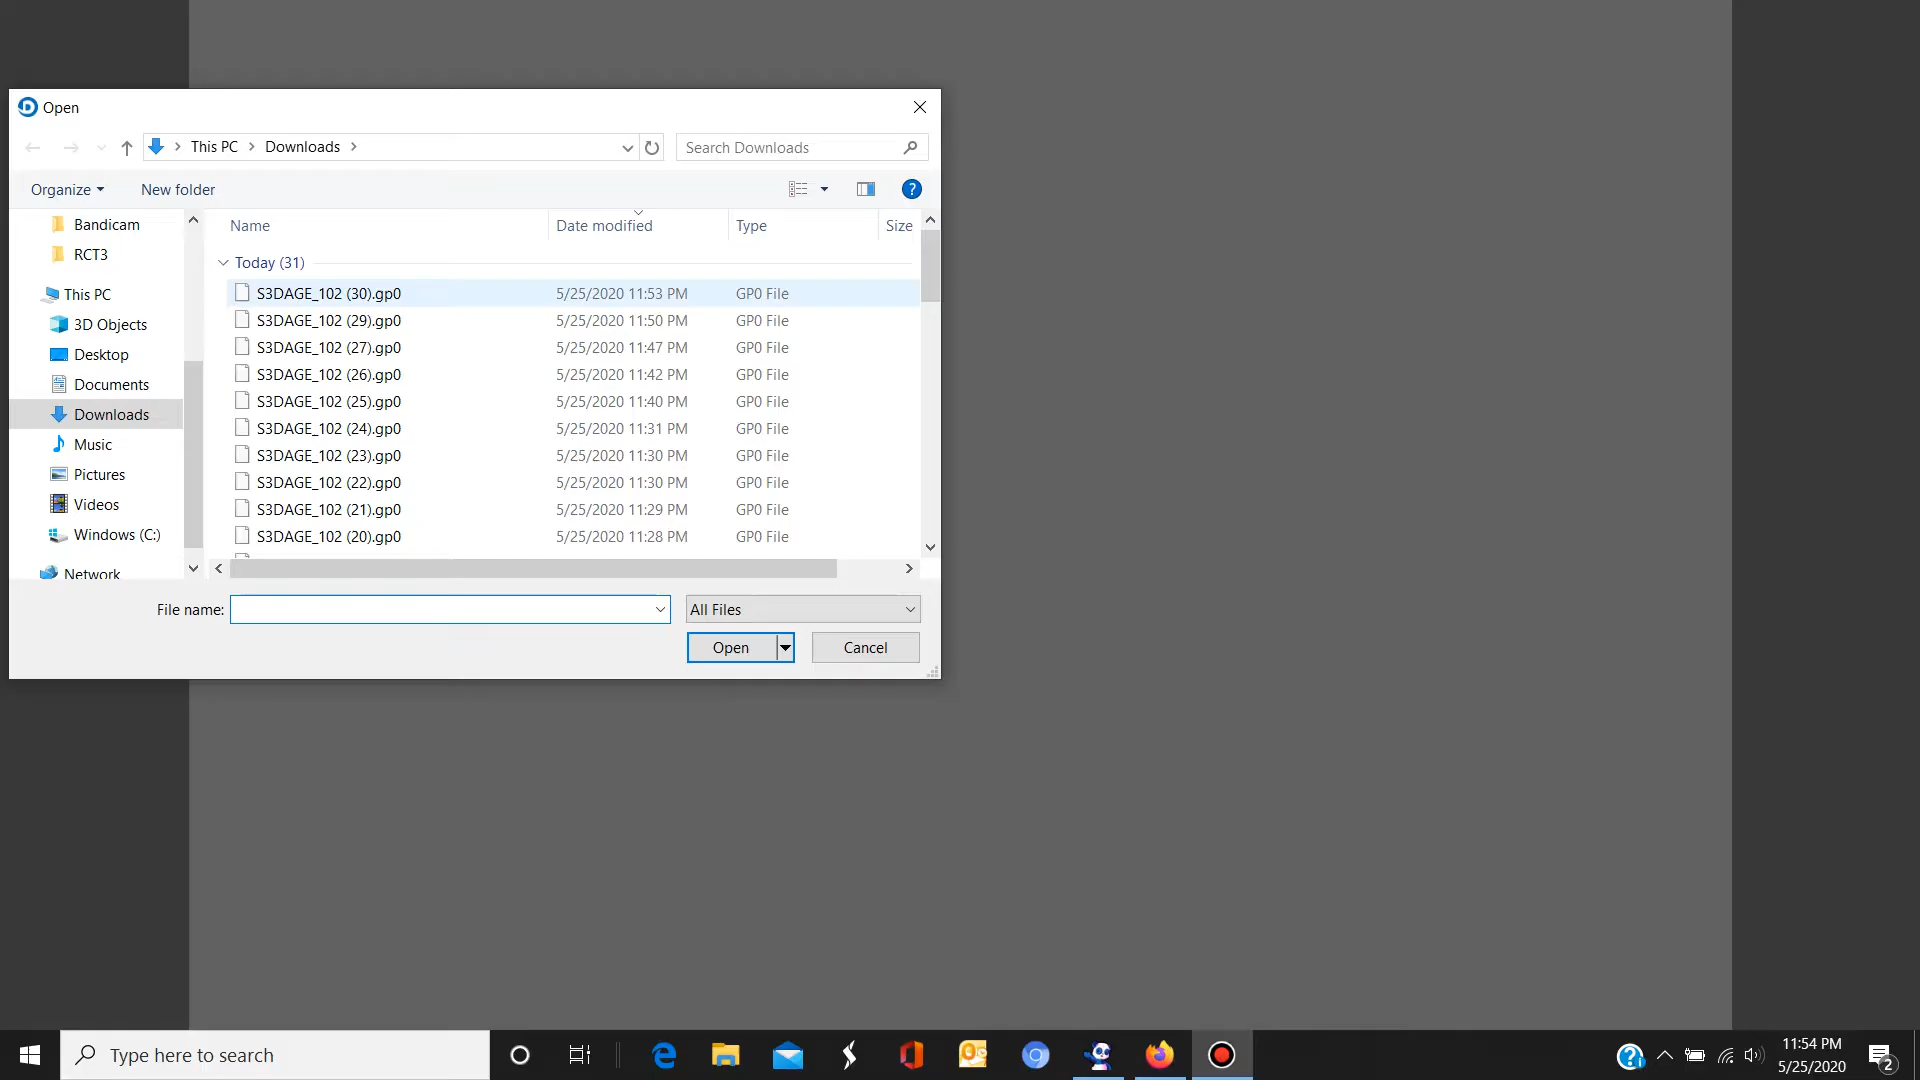 Open
This PC > Downloads >
Search Downloads
Organize
New folder
?
Bandicam
RCT3
This PC
3D Objects
Desktop
Documents
Downloads
Music
Pictures
Videos
Windows (C:)
Network
Name Date modified Type Size
Today (31)
S3DAGE_102 (30).gp0 5/25/2020 11:53 PM GP0 File
S3DAGE_102 (29).gp0 5/25/2020 11:50 PM GP0 File
S3DAGE_102 (27).gp0 5/25/2020 11:47 PM GP0 File
S3DAGE_102 (26).gp0 5/25/2020 11:42 PM GP0 File
S3DAGE_102 (25).gp0 5/25/2020 11:40 PM GP0 File
S3DAGE_102 (24).gp0 5/25/2020 11:31 PM GP0 File
S3DAGE_102 (23).gp0 5/25/2020 11:30 PM GP0 File
S3DAGE_102 (22).gp0 5/25/2020 11:30 PM GP0 File
S3DAGE_102 (21).gp0 5/25/2020 11:29 PM GP0 File
S3DAGE_102 (20).gp0 5/25/2020 11:28 PM GP0 File
File name:
All Files
Open
Cancel
Type here to search
11:54 PM
5/25/2020
2